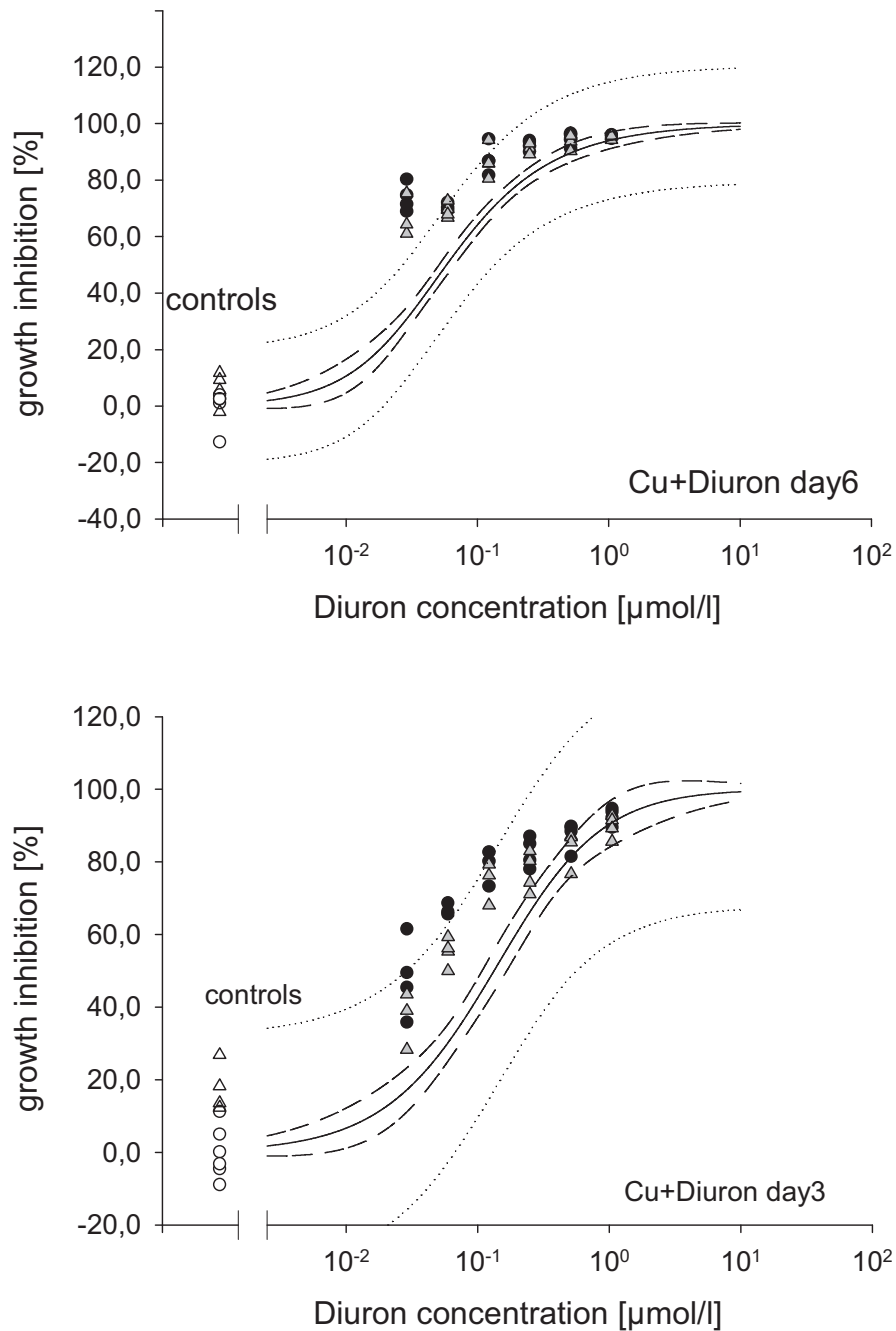 120,0
100,0
80,0
60,0
40,0
20,0
0,0
-20,0
-40,0
growth inhibition [%]
controls
Cu+Diuron day6
10-2 10-1 100 101 102
Diuron concentration [µmol/l]
120,0
100,0
80,0
60,0
40,0
20,0
0,0
-20,0
growth inhibition [%]
controls
Cu+Diuron day3
10-2 10-1 100 101 102
Diuron concentration [µmol/l]